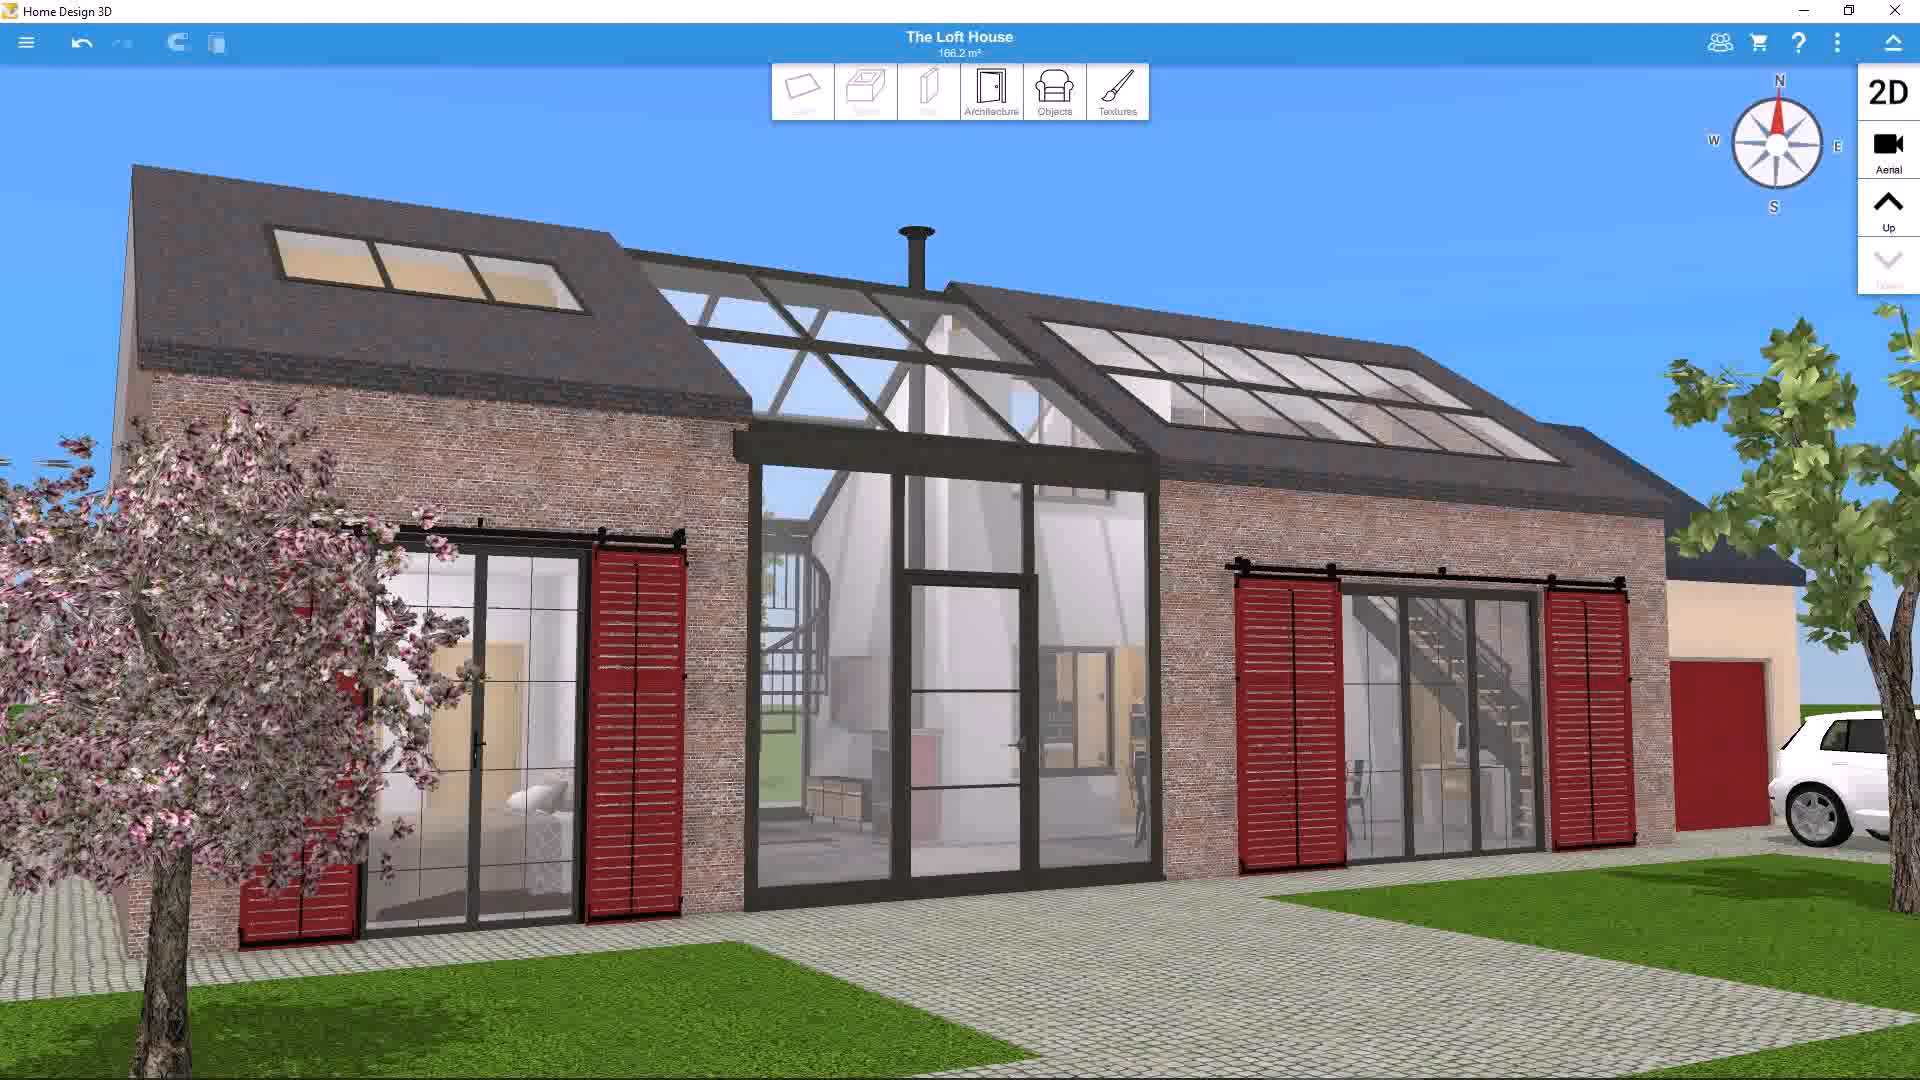 Home Design 3D
The Loft House
166.2 m²
Architecture
Objects
Textures
2D
Aerial
Up
N
W
E
S